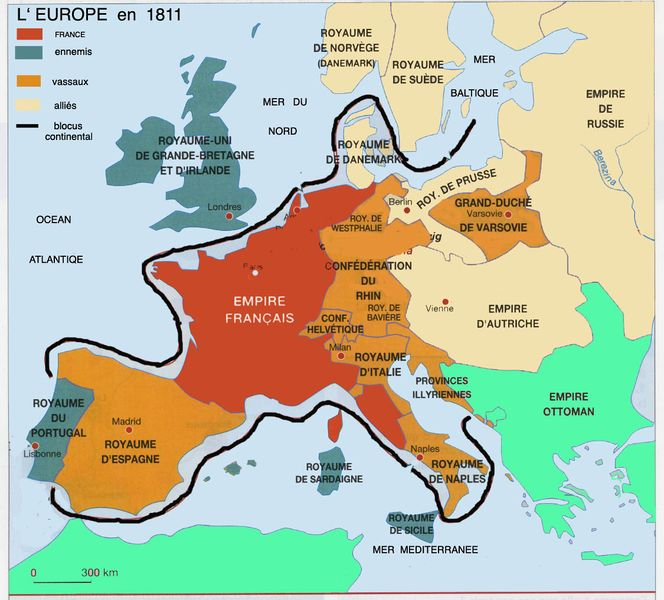 L' EUROPE en 1811
FRANCE
ennemis
vassaux
alliés
blocus
continental
ROYAUME
DE NORVÈGE
(DANEMARK)
ROYAUME
DE SUÈDE
MER
BALTIQUE
EMPIRE
DE
RUSSIE
Berezina
MER DU
NORD
ROYAUME-UNI
DE GRANDE-BRETAGNE
ET D'IRLANDE
Londres
ROYAUME
DE DANEMARK
ROY. DE PRUSSE
Berlin
GRAND-DUCHÉ
Varsovie
DE VARSOVIE
ROY. DE
WESTPHALIE
OCEAN
ATLANTIQUE
Paris
EMPIRE
FRANÇAIS
CONFÉDÉRATION
DU
RHIN
ROY. DE
BAVIÈRE
Vienne
EMPIRE
D'AUTRICHE
CONF.
HELVÉTIQUE
Milan
ROYAUME
D'ITALIE
PROVINCES
ILLYRIENNES
EMPIRE
OTTOMAN
ROYAUME
DU
PORTUGAL
Lisbonne
Madrid
ROYAUME
D'ESPAGNE
Naples
ROYAUME
DE NAPLES
ROYAUME
DE SARDAIGNE
ROYAUME
DE SICILE
MER MEDITERRANEE
0 300 km